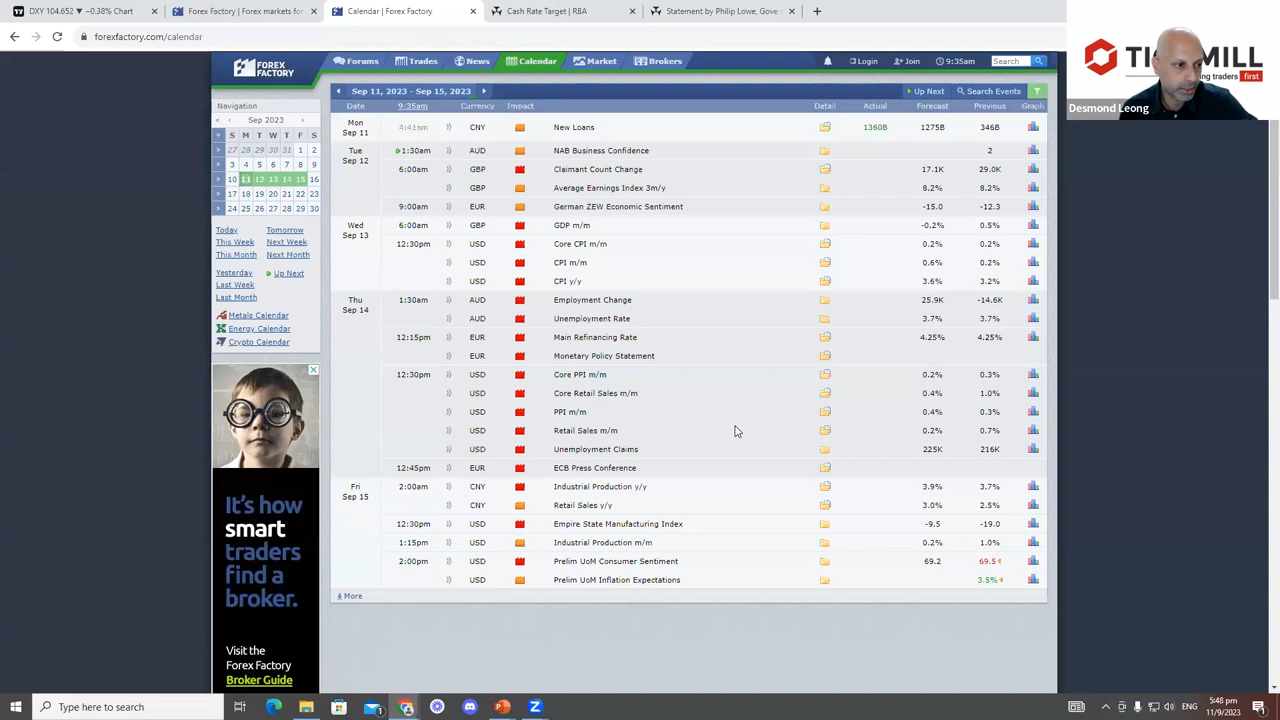 DXY 104.652 ▼ −0.38% Chart
Forex Factory | Forex markets fo
Calendar | Forex Factory
Cash Rate Target | RBA
Statement by Philip Lowe, Gove
forexfactory.com/calendar
TI MILL
ing traders first
Desmond Leong
FOREX FACTORY
Forums
Trades
News
Calendar
Market
Brokers
Login
Join
9:35am
Search
Navigation
Sep 2023
S M T W T F S
27 28 29 30 31 1 2
3 4 5 6 7 8 9
10 11 12 13 14 15 16
17 18 19 20 21 22 23
24 25 26 27 28 29 30
Today Tomorrow
This Week Next Week
This Month Next Month
Yesterday Up Next
Last Week
Last Month
Metals Calendar
Energy Calendar
Crypto Calendar
It's how
smart
traders
find a
broker.
Visit the
Forex Factory
Broker Guide
Sep 11, 2023 - Sep 15, 2023 Up Next Search Events
Date 9:35am Currency Impact Detail Actual Forecast Previous Graph
Mon Sep 11 4:41am CNY New Loans 1360B 1275B 346B
Tue Sep 12 1:30am AUD NAB Business Confidence 2
6:00am GBP Claimant Count Change 17.1K 29.0K
GBP Average Earnings Index 3m/y 8.2% 8.2%
9:00am EUR German ZEW Economic Sentiment -15.0 -12.3
Wed Sep 13 6:00am GBP GDP m/m -0.2% 0.5%
12:30pm USD Core CPI m/m 0.2% 0.2%
USD CPI m/m 0.6% 0.2%
USD CPI y/y 3.6% 3.2%
Thu Sep 14 1:30am AUD Employment Change 25.9K -14.6K
AUD Unemployment Rate 3.7% 3.7%
12:15pm EUR Main Refinancing Rate 4.25% 4.25%
EUR Monetary Policy Statement
12:30pm USD Core PPI m/m 0.2% 0.3%
USD Core Retail Sales m/m 0.4% 1.0%
USD PPI m/m 0.4% 0.3%
USD Retail Sales m/m 0.2% 0.7%
USD Unemployment Claims 225K 216K
12:45pm EUR ECB Press Conference
Fri Sep 15 2:00am CNY Industrial Production y/y 3.9% 3.7%
CNY Retail Sales y/y 3.0% 2.5%
12:30pm USD Empire State Manufacturing Index -9.5 -19.0
1:15pm USD Industrial Production m/m 0.2% 1.0%
2:00pm USD Prelim UoM Consumer Sentiment 69.2 69.5
USD Prelim UoM Inflation Expectations 3.5%
More
Type here to search
ENG
5:48 pm
11/9/2023